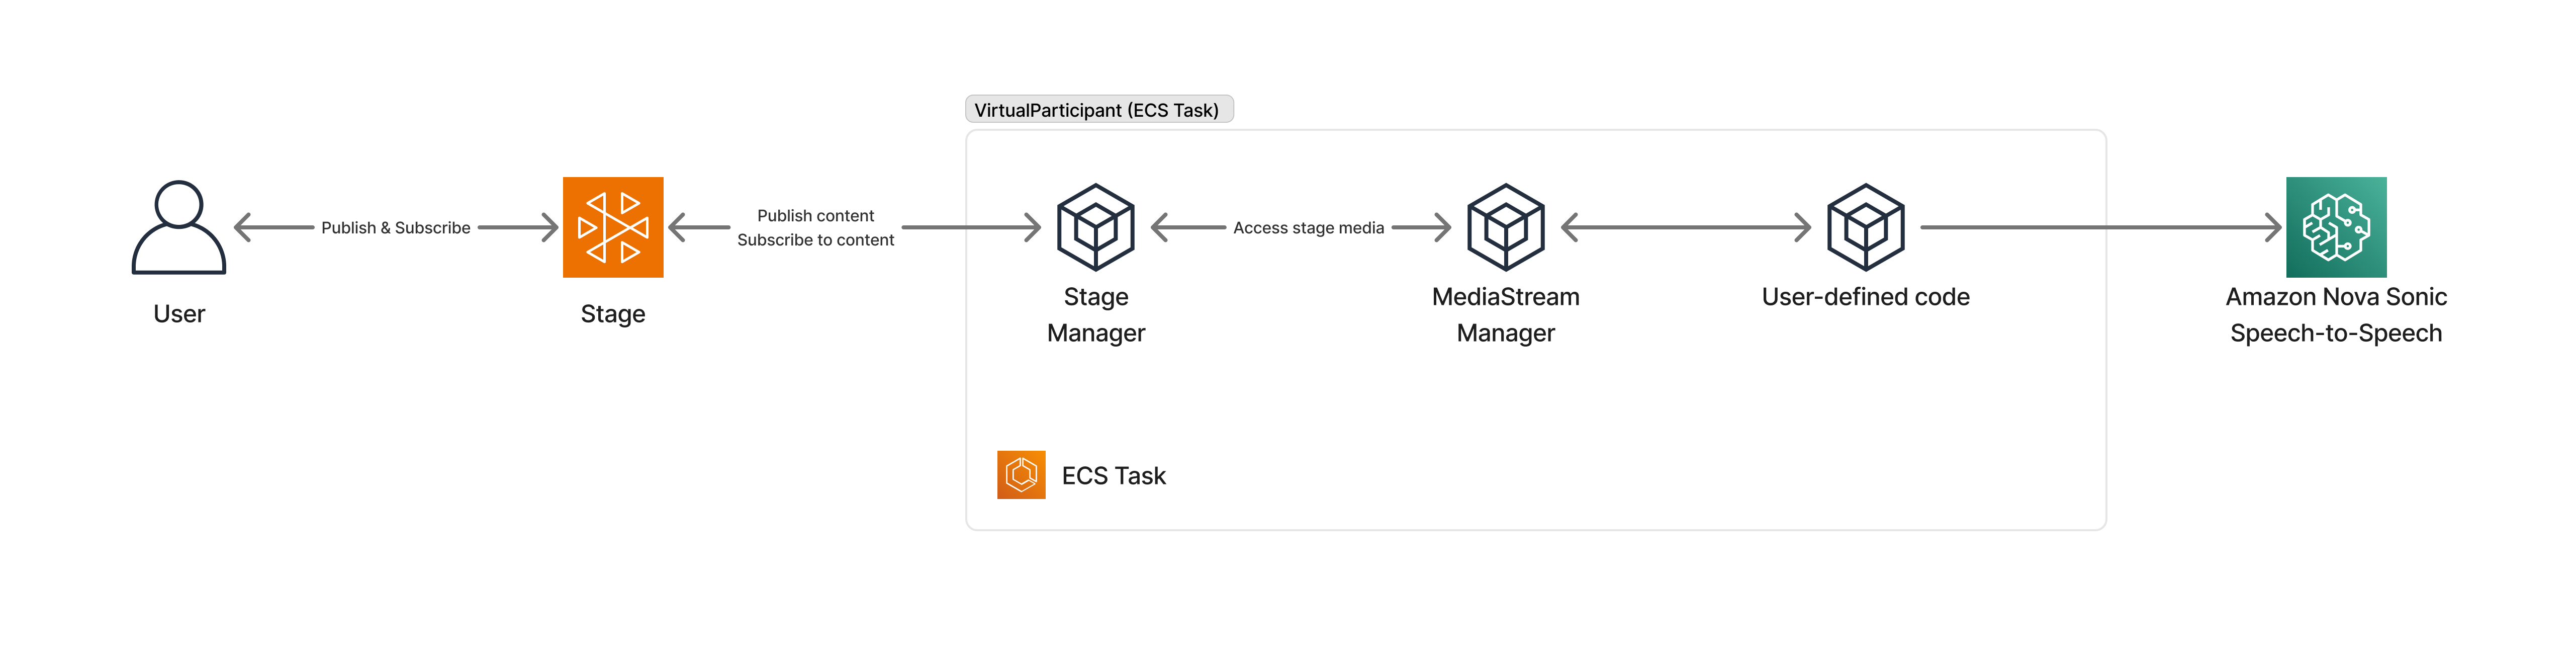 VirtualParticipant (ECS Task)
Publish & Subscribe
Publish content
Subscribe to content
Access stage media
User
Stage
Stage
Manager
MediaStream
Manager
User-defined code
Amazon Nova Sonic
Speech-to-Speech
ECS Task